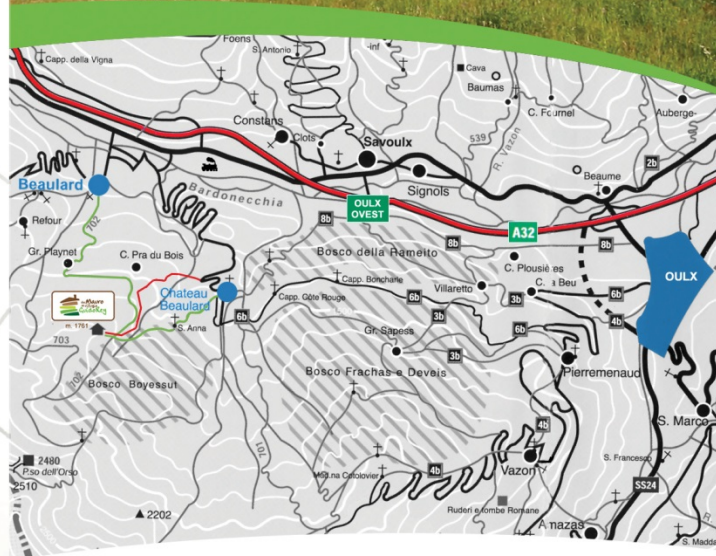 Foens
S. Antonio
-inf
Capp. della Vigna
Cava
Baumas
Constans
Clots
539
C. Fournel
Auberge-
R. Vazon
Savoulx
Signols
Beaume
2b
Beaulard
Bardonecchia
OULX
OVEST
A32
702
8b
8b
8b
Refour
Gr. Playnet
C. Pra du Bois
Bosco della Rameito
OULX
C. Plousières
Chateau
Beaulard
Capp. Boncharle
Villaretto
Capp. Côte Rouge
6b
6b
3b
6b
6b
4b
m. 1761
S. Anna
3b
703
Gr. Sapess
3b
Bosco Frachas e Deveis
Pierremenaud
Bosco Boyessut
S. Marco
4b
701
2480
P.so dell'Orso
2510
4b
Vazon
S. Francesco
SS24
2202
Ruderi e tombe Romane
S. Madda